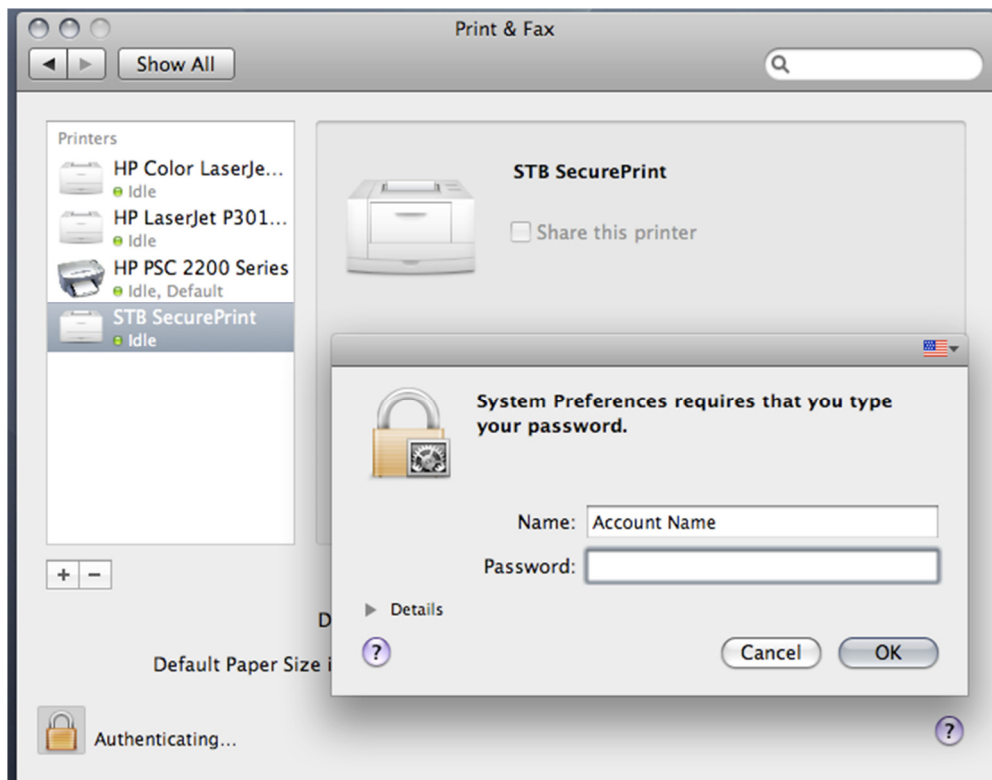 Print & Fax
Show All
Printers
HP Color LaserJe...
Idle
HP LaserJet P301...
Idle
HP PSC 2200 Series
Idle, Default
STB SecurePrint
Idle
STB SecurePrint
Share this printer
System Preferences requires that you type
your password.
Name: Account Name
Password:
Details
?
Cancel
OK
+ −
D
Default Paper Size i
Authenticating...
?